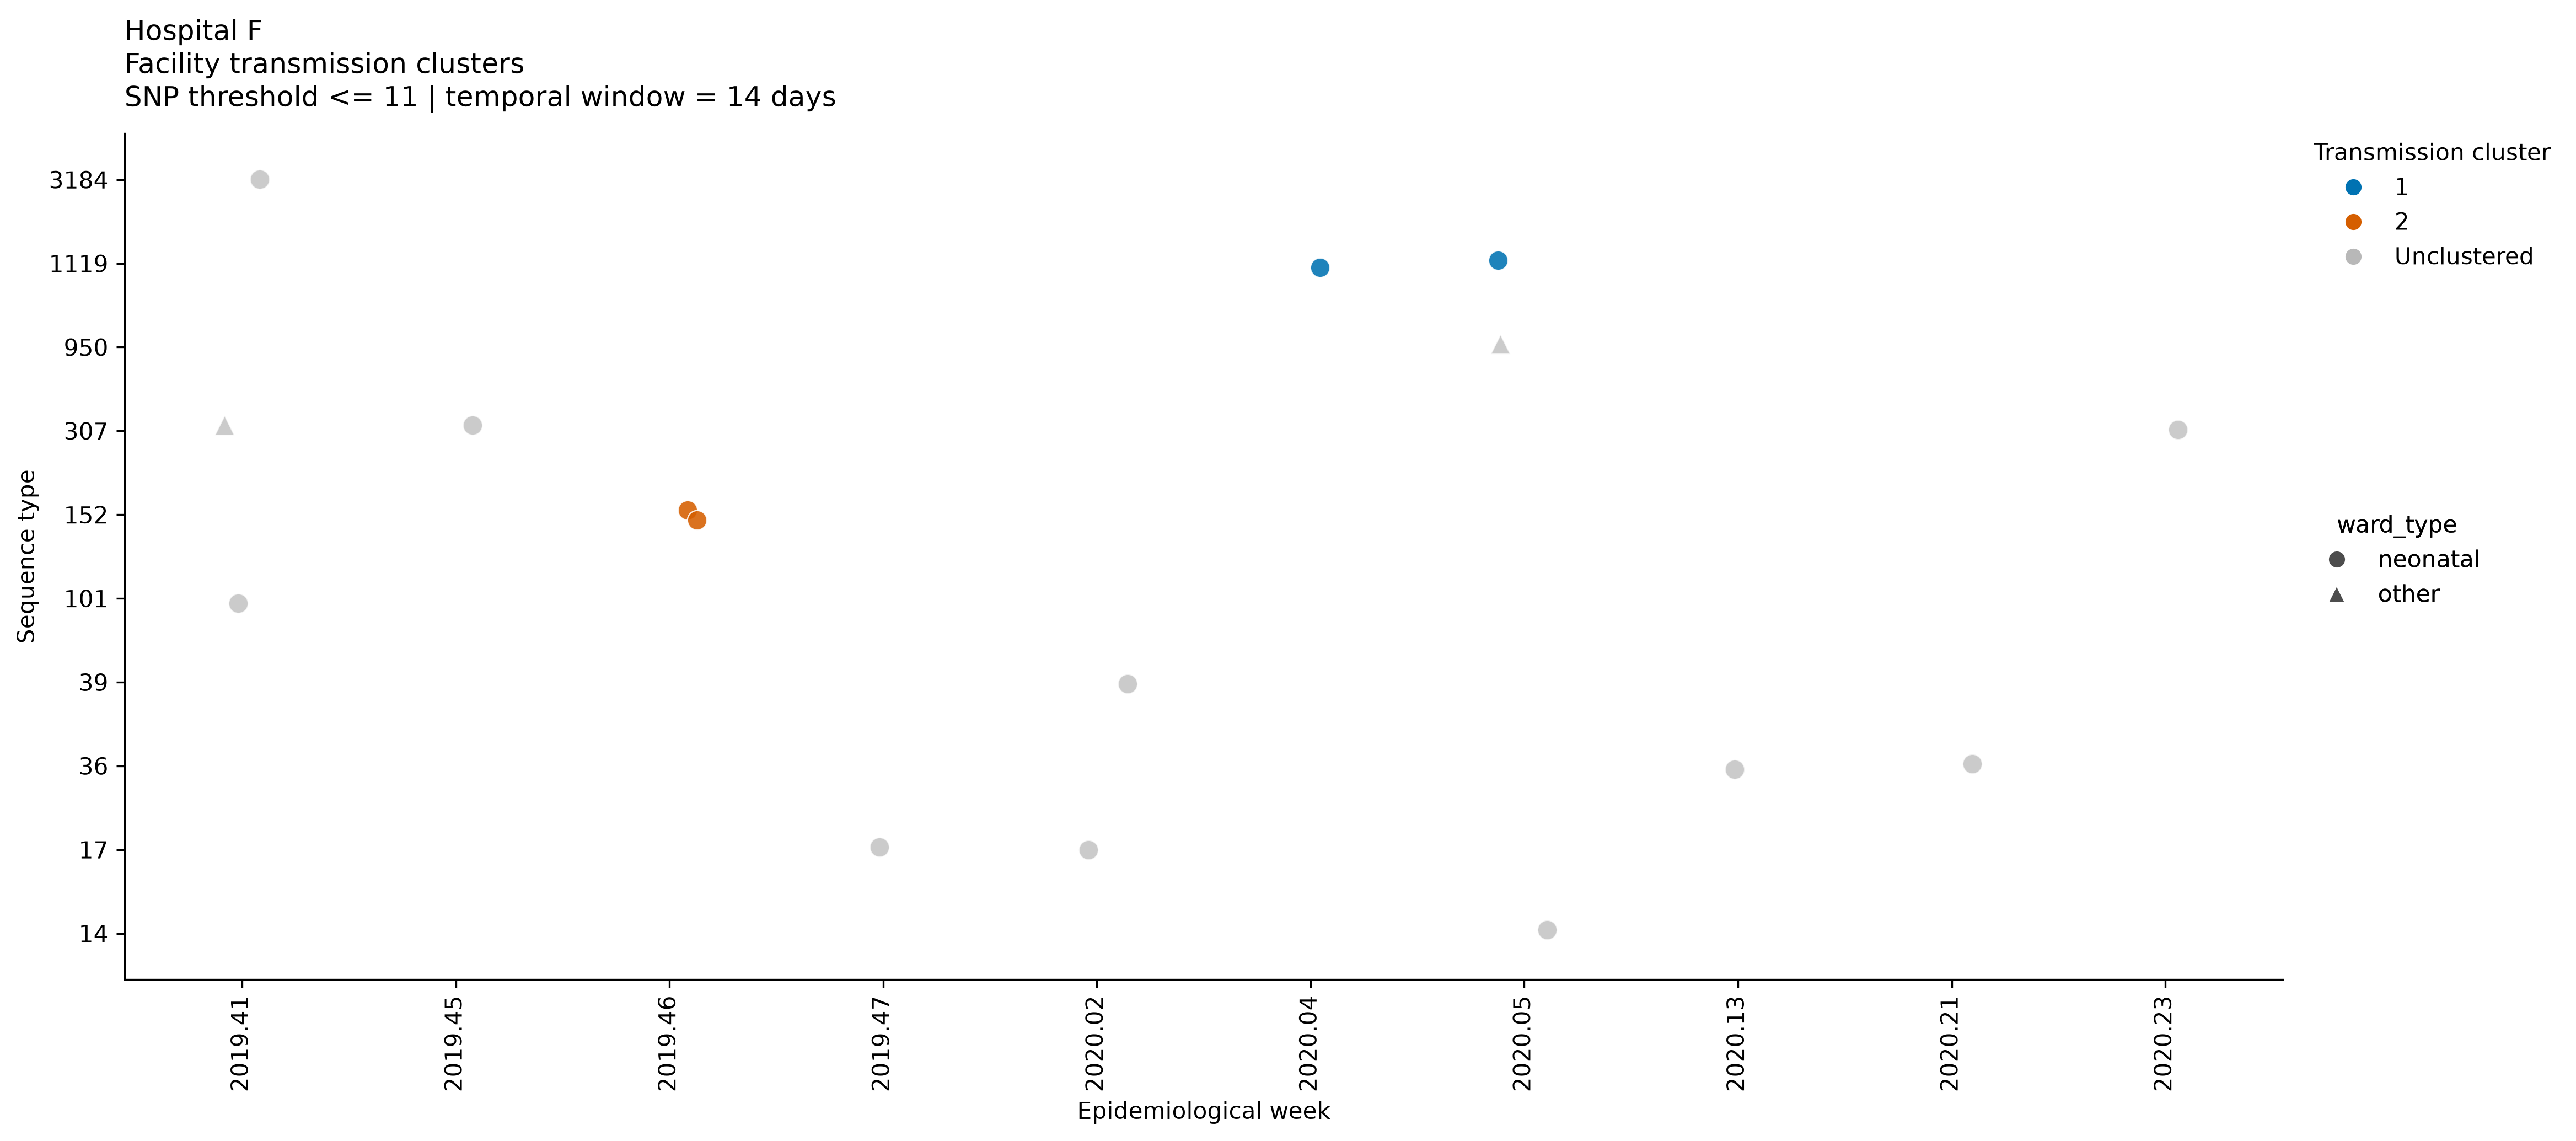 Hospital F
Facility transmission clusters
SNP threshold <= 11 | temporal window = 14 days
Transmission cluster
1
2
Unclustered
ward_type
neonatal
other
Sequence type
3184
1119
950
307
152
101
39
36
17
14
2019.41
2019.45
2019.46
2019.47
2020.02
2020.04
2020.05
2020.13
2020.21
2020.23
Epidemiological week